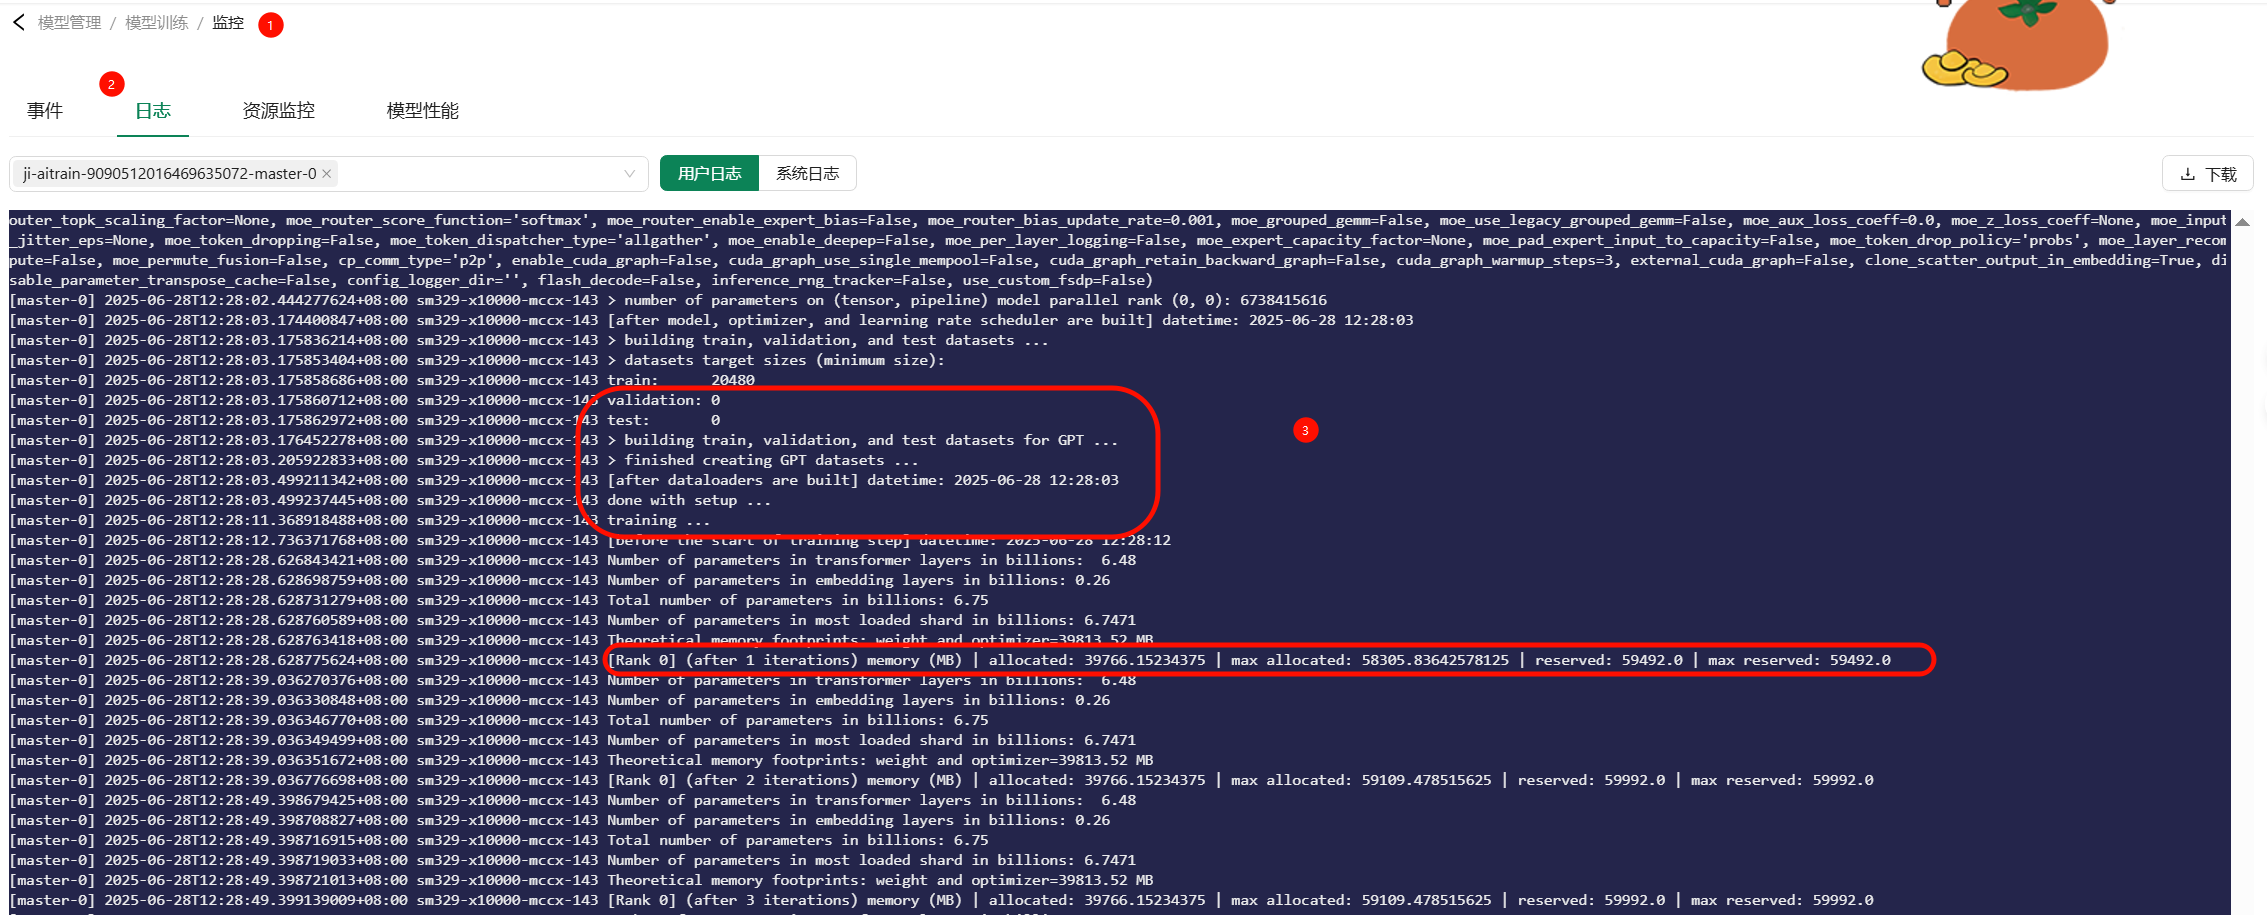 模型管理 / 模型训练 / 监控 1
2
事件 日志 资源监控 模型性能
ji-aitrain-9090512016469635072-master-0 × 用户日志 系统日志 下载
outer_topk_scaling_factor=None, moe_router_score_function='softmax', moe_router_enable_expert_bias=False, moe_router_bias_update_rate=0.001, moe_grouped_gemm=False, moe_use_legacy_grouped_gemm=False, moe_aux_loss_coeff=0.0, moe_z_loss_coeff=None, moe_input
_jitter_eps=None, moe_token_dropping=False, moe_token_dispatcher_type='allgather', moe_enable_deepep=False, moe_per_layer_logging=False, moe_expert_capacity_factor=None, moe_pad_expert_input_to_capacity=False, moe_token_drop_policy='probs', moe_layer_recom
pute=False, moe_permute_fusion=False, cp_comm_type='p2p', enable_cuda_graph=False, cuda_graph_use_single_mempool=False, cuda_graph_retain_backward_graph=False, cuda_graph_warmup_steps=3, external_cuda_graph=False, clone_scatter_output_in_embedding=True, di
sable_parameter_transpose_cache=False, config_logger_dir='', flash_decode=False, inference_rng_tracker=False, use_custom_fsdp=False)
[master-0] 2025-06-28T12:28:02.444277624+08:00 sm329-x10000-mccx-143 > number of parameters on (tensor, pipeline) model parallel rank (0, 0): 6738415616
[master-0] 2025-06-28T12:28:03.174400847+08:00 sm329-x10000-mccx-143 [after model, optimizer, and learning rate scheduler are built] datetime: 2025-06-28 12:28:03
[master-0] 2025-06-28T12:28:03.175836214+08:00 sm329-x10000-mccx-143 > building train, validation, and test datasets ...
[master-0] 2025-06-28T12:28:03.175853404+08:00 sm329-x10000-mccx-143 > datasets target sizes (minimum size):
[master-0] 2025-06-28T12:28:03.175858686+08:00 sm329-x10000-mccx-143 train: 20480
[master-0] 2025-06-28T12:28:03.175860712+08:00 sm329-x10000-mccx-143 validation: 0
[master-0] 2025-06-28T12:28:03.175862972+08:00 sm329-x10000-mccx-143 test: 0
[master-0] 2025-06-28T12:28:03.176452278+08:00 sm329-x10000-mccx-143 > building train, validation, and test datasets for GPT ...
[master-0] 2025-06-28T12:28:03.205922833+08:00 sm329-x10000-mccx-143 > finished creating GPT datasets ...
[master-0] 2025-06-28T12:28:03.499211342+08:00 sm329-x10000-mccx-143 [after dataloaders are built] datetime: 2025-06-28 12:28:03
[master-0] 2025-06-28T12:28:03.499237445+08:00 sm329-x10000-mccx-143 done with setup ...
[master-0] 2025-06-28T12:28:11.368918488+08:00 sm329-x10000-mccx-143 training ...
3
[master-0] 2025-06-28T12:28:12.736371768+08:00 sm329-x10000-mccx-143 [before the start of training step] datetime: 2025-06-28 12:28:12
[master-0] 2025-06-28T12:28:28.626843421+08:00 sm329-x10000-mccx-143 Number of parameters in transformer layers in billions: 6.48
[master-0] 2025-06-28T12:28:28.628698759+08:00 sm329-x10000-mccx-143 Number of parameters in embedding layers in billions: 0.26
[master-0] 2025-06-28T12:28:28.628731279+08:00 sm329-x10000-mccx-143 Total number of parameters in billions: 6.75
[master-0] 2025-06-28T12:28:28.628760589+08:00 sm329-x10000-mccx-143 Number of parameters in most loaded shard in billions: 6.7471
[master-0] 2025-06-28T12:28:28.628763418+08:00 sm329-x10000-mccx-143 Theoretical memory footprints: weight and optimizer=39813.52 MB
[master-0] 2025-06-28T12:28:28.628775624+08:00 sm329-x10000-mccx-143 [Rank 0] (after 1 iterations) memory (MB) | allocated: 39766.15234375 | max allocated: 58305.83642578125 | reserved: 59492.0 | max reserved: 59492.0
[master-0] 2025-06-28T12:28:39.036270376+08:00 sm329-x10000-mccx-143 Number of parameters in transformer layers in billions: 6.48
[master-0] 2025-06-28T12:28:39.036330848+08:00 sm329-x10000-mccx-143 Number of parameters in embedding layers in billions: 0.26
[master-0] 2025-06-28T12:28:39.036346770+08:00 sm329-x10000-mccx-143 Total number of parameters in billions: 6.75
[master-0] 2025-06-28T12:28:39.036349499+08:00 sm329-x10000-mccx-143 Number of parameters in most loaded shard in billions: 6.7471
[master-0] 2025-06-28T12:28:39.036351672+08:00 sm329-x10000-mccx-143 Theoretical memory footprints: weight and optimizer=39813.52 MB
[master-0] 2025-06-28T12:28:39.036776698+08:00 sm329-x10000-mccx-143 [Rank 0] (after 2 iterations) memory (MB) | allocated: 39766.15234375 | max allocated: 59109.478515625 | reserved: 59992.0 | max reserved: 59992.0
[master-0] 2025-06-28T12:28:49.398679425+08:00 sm329-x10000-mccx-143 Number of parameters in transformer layers in billions: 6.48
[master-0] 2025-06-28T12:28:49.398708827+08:00 sm329-x10000-mccx-143 Number of parameters in embedding layers in billions: 0.26
[master-0] 2025-06-28T12:28:49.398716915+08:00 sm329-x10000-mccx-143 Total number of parameters in billions: 6.75
[master-0] 2025-06-28T12:28:49.398719033+08:00 sm329-x10000-mccx-143 Number of parameters in most loaded shard in billions: 6.7471
[master-0] 2025-06-28T12:28:49.398721013+08:00 sm329-x10000-mccx-143 Theoretical memory footprints: weight and optimizer=39813.52 MB
[master-0] 2025-06-28T12:28:49.399139009+08:00 sm329-x10000-mccx-143 [Rank 0] (after 3 iterations) memory (MB) | allocated: 39766.15234375 | max allocated: 59109.478515625 | reserved: 59992.0 | max reserved: 59992.0